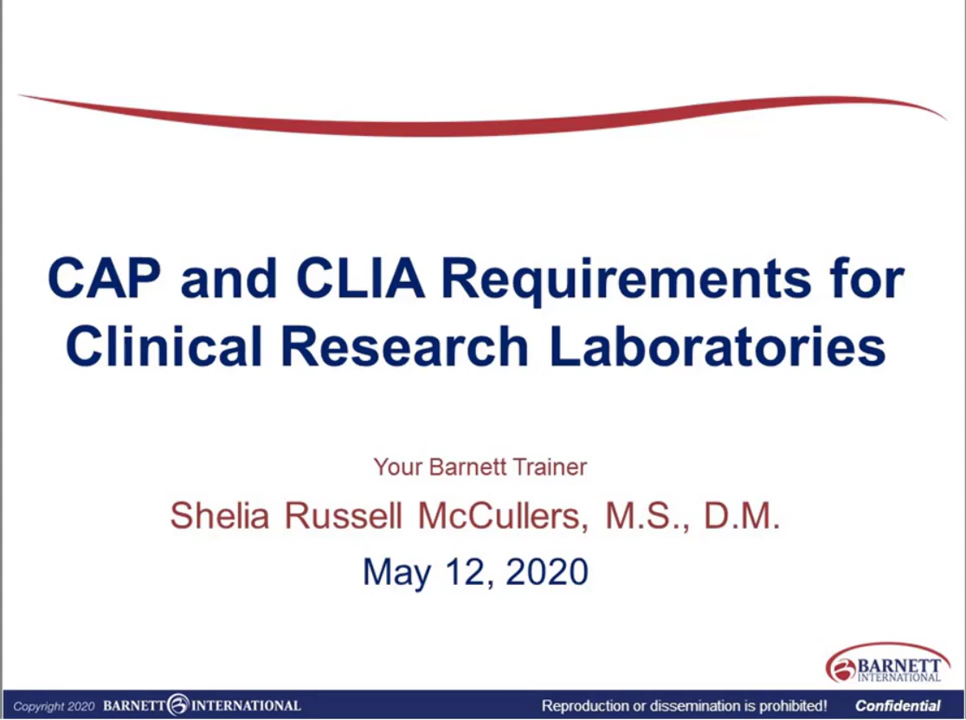 CAP and CLIA Requirements for
Clinical Research Laboratories
Your Barnett Trainer
Shelia Russell McCullers, M.S., D.M.
May 12, 2020
BARNETT
INTERNATIONAL
Copyright 2020 BARNETT INTERNATIONAL Reproduction or dissemination is prohibited! Confidential